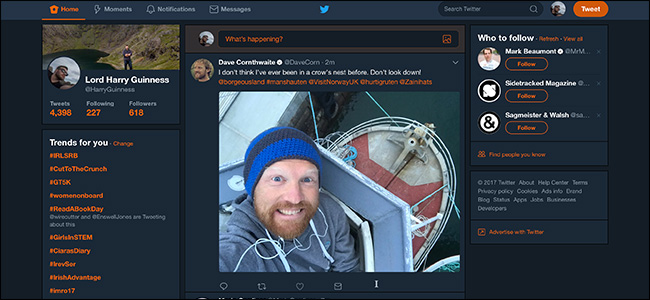 Home Moments Notifications Messages Search Twitter Tweet
Lord Harry Guinness
@HarryGuinness
Tweets Following Followers
4,398 227 618
Trends for you · Change
#IRLSRB
#CutToTheCrunch
#GT5K
#womenonboard
#ReadABookDay
@wirecutter and @EnswellJones are Tweeting
about this
#GirlsInSTEM
#CiarasDiary
#IrevSor
#IrishAdvantage
#imro17
What's happening?
Dave Cornthwaite @DaveCorn · 2m
I don't think I've ever been in a crow's nest before. Don't look down!
@borgeousland #manshausen @VisitNorwayUK @hurtigruten @Zainihats
Who to follow · Refresh · View all
Mark Beaumont @MrM...
Follow
Sidetracked Magazine @...
Follow
Sagmeister & Walsh @sa...
Follow
Find people you know
© 2017 Twitter About Help Center Terms
Privacy policy Cookies Ads info Brand
Blog Status Apps Jobs Businesses
Developers
Advertise with Twitter